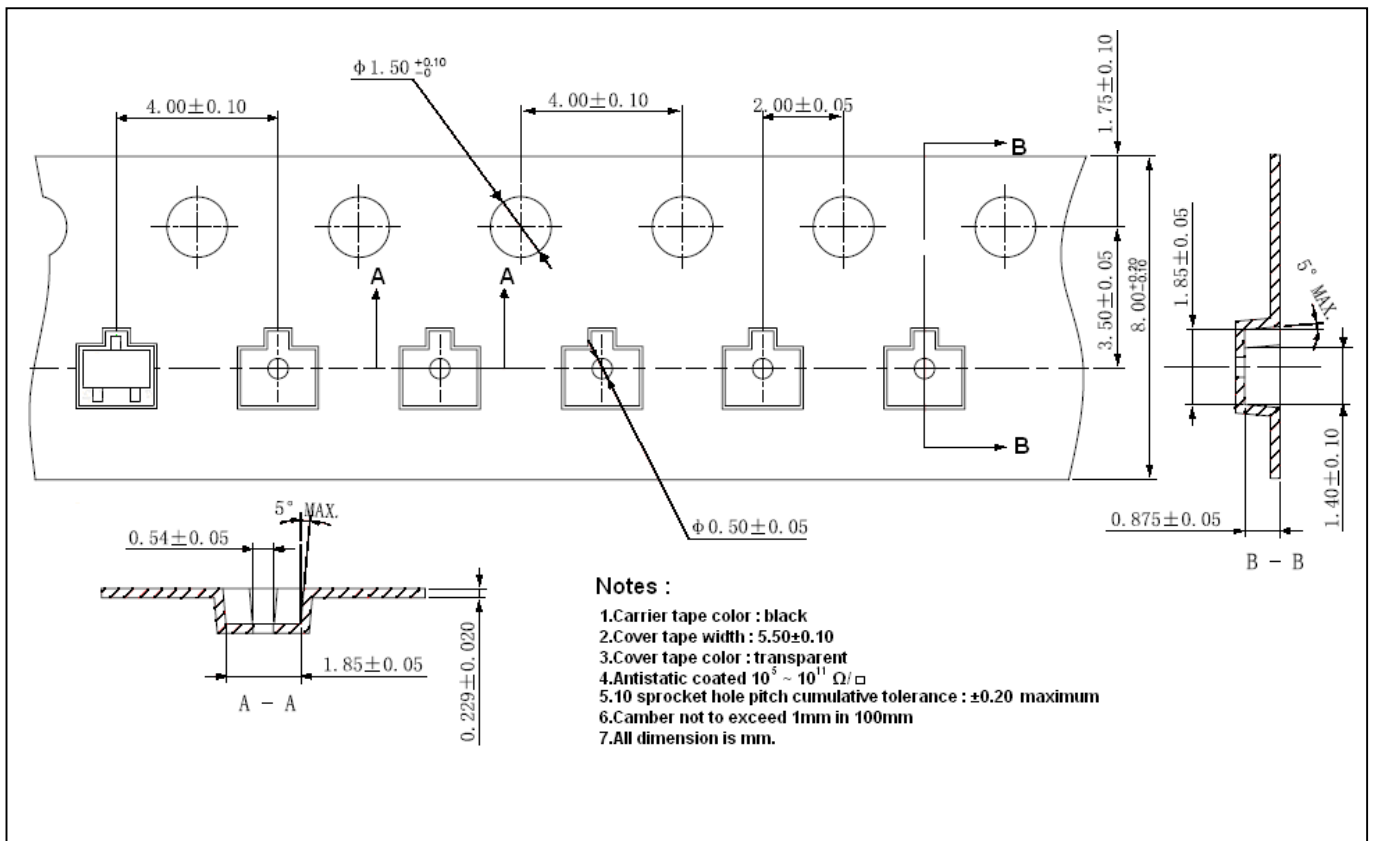 φ1.50 +0.10 -0
4.00±0.10
4.00±0.10
2.00±0.05
1.75±0.10
B
A
A
3.50±0.05
8.00 +0.20 -0.10
1.85±0.05
5° MAX.
B
1.40±0.10
φ0.50±0.05
0.875±0.05
B - B
5° MAX.
0.54±0.05
1.85±0.05
0.229±0.020
A - A
Notes :
1.Carrier tape color : black
2.Cover tape width : 5.50±0.10
3.Cover tape color : transparent
4.Antistatic coated 10⁵ ~ 10¹¹ Ω/□
5.10 sprocket hole pitch cumulative tolerance : ±0.20 maximum
6.Camber not to exceed 1mm in 100mm
7.All dimension is mm.